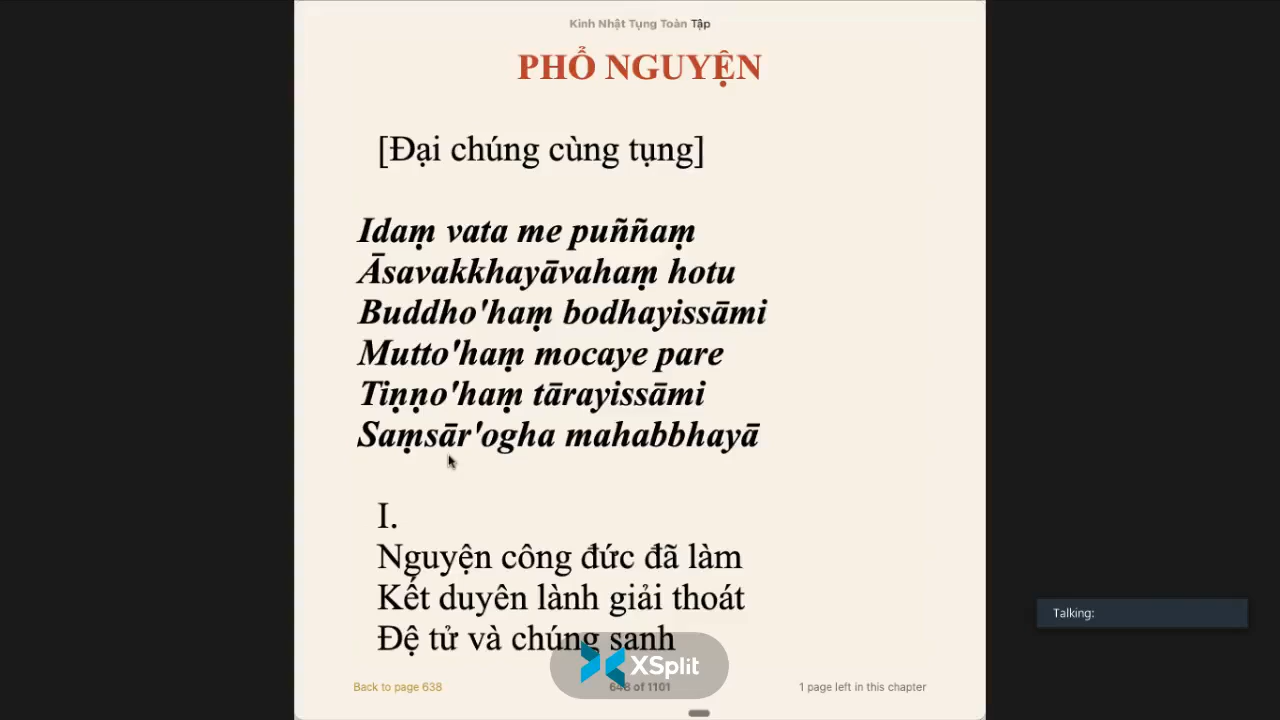 Kinh Nhật Tụng Toàn Tập
PHỔ NGUYỆN
[Đại chúng cùng tụng]
Idaṃ vata me puññaṃ
Āsavakkhayāvahaṃ hotu
Buddho'haṃ bodhayissāmi
Mutto'haṃ mocaye pare
Tiṇṇo'haṃ tārayissāmi
Saṃsār'ogha mahabbhayā
I.
Nguyện công đức đã làm
Kết duyên lành giải thoát
Đệ tử và chúng sanh
XSplit
Back to page 638
648 of 1101
1 page left in this chapter
Talking: